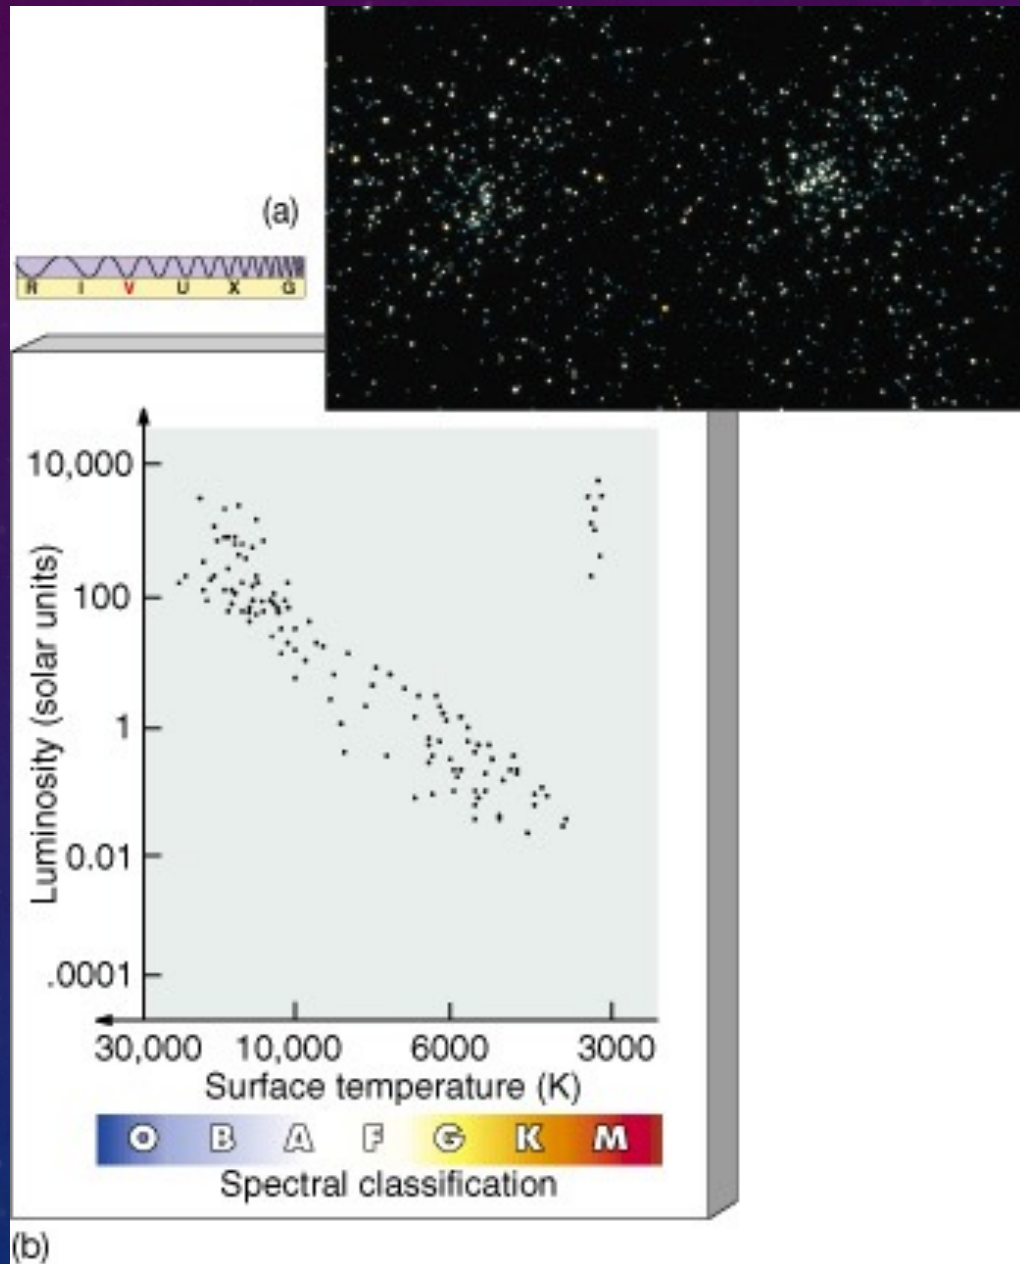 (a)
R I V U X G
10,000
100
1
0.01
.0001
Luminosity (solar units)
30,000 10,000 6000 3000
Surface temperature (K)
O B A F G K M
Spectral classification
(b)